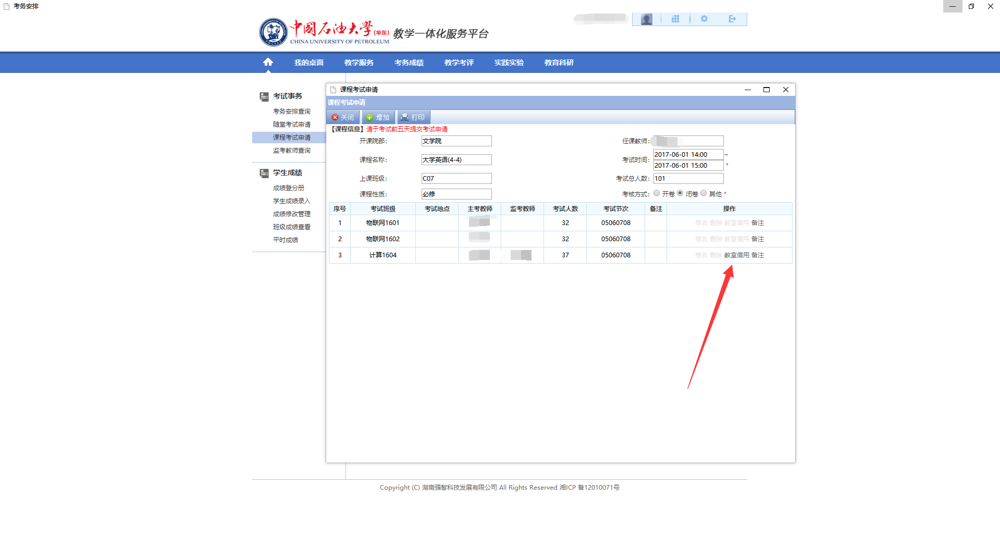 考务安排
中国石油大学(华东) 教学一体化服务平台
CHINA UNIVERSITY OF PETROLEUM
我的桌面 教学服务 考务成绩 教学考评 实践实验 教育科研
考试事务
考务安排查询
随堂考试申请
课程考试申请
监考教师查询
学生成绩
成绩登分册
学生成绩录入
成绩修改管理
班级成绩查看
平时成绩
课程考试申请
课程考试申请
关闭 增加 打印
【课程信息】请于考试前五天提交考试申请
开课院部： 文学院 任课教师：
课程名称： 大学英语(4-4) 考试时间： 2017-06-01 14:00 ~
2017-06-01 15:00 *
上课班级： C07 考试总人数： 101
课程性质： 必修 考核方式： 开卷 闭卷 其他 *
序号 考试班级 考试地点 主考教师 监考教师 考试人数 考试节次 备注 操作
1 物联网1601 32 05060708 修改 删除 教室借用 备注
2 物联网1602 32 05060708 修改 删除 教室借用 备注
3 计算1604 37 05060708 修改 删除 教室借用 备注
Copyright (C) 湖南强智科技发展有限公司 All Rights Reserved 湘ICP 备12010071号